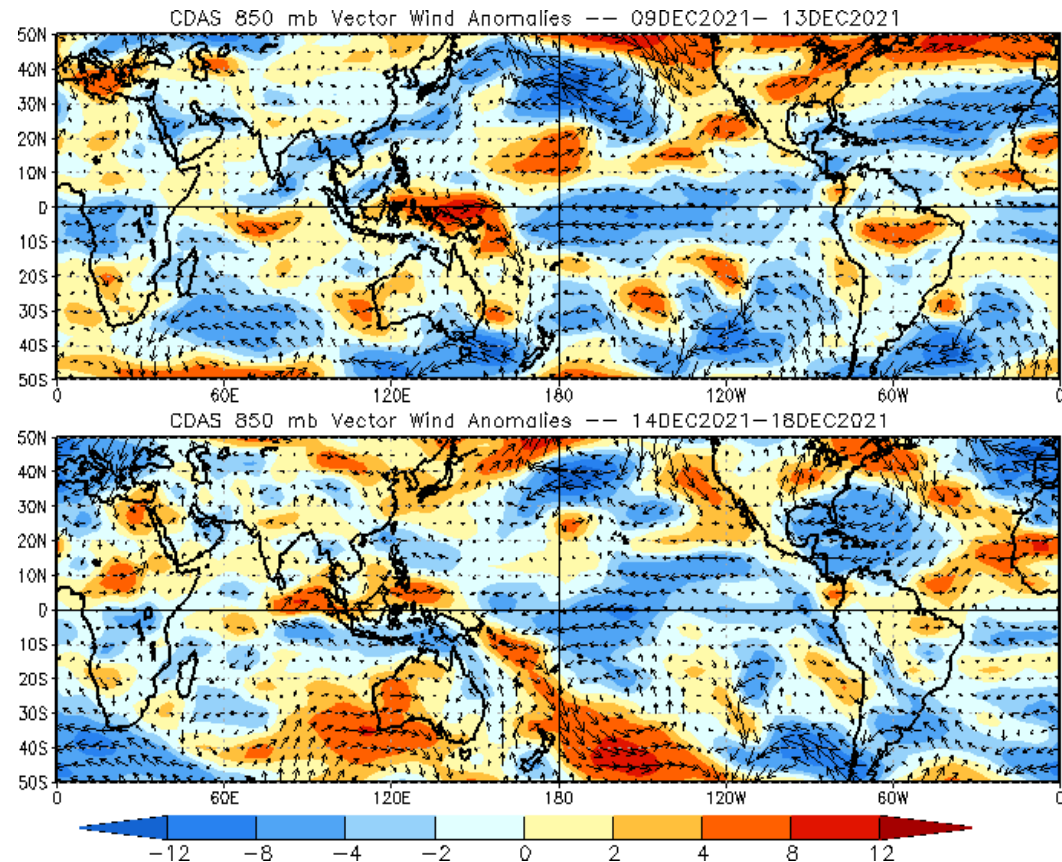 CDAS 850 mb Vector Wind Anomalies -- 09DEC2021- 13DEC2021
50N
40N
30N
20N
10N
0
10S
20S
30S
40S
50S
0 60E 120E 180 120W 60W 0
CDAS 850 mb Vector Wind Anomalies -- 14DEC2021-18DEC2021
50N
40N
30N
20N
10N
0
10S
20S
30S
40S
50S
0 60E 120E 180 120W 60W 0
-12 -8 -4 -2 0 2 4 8 12